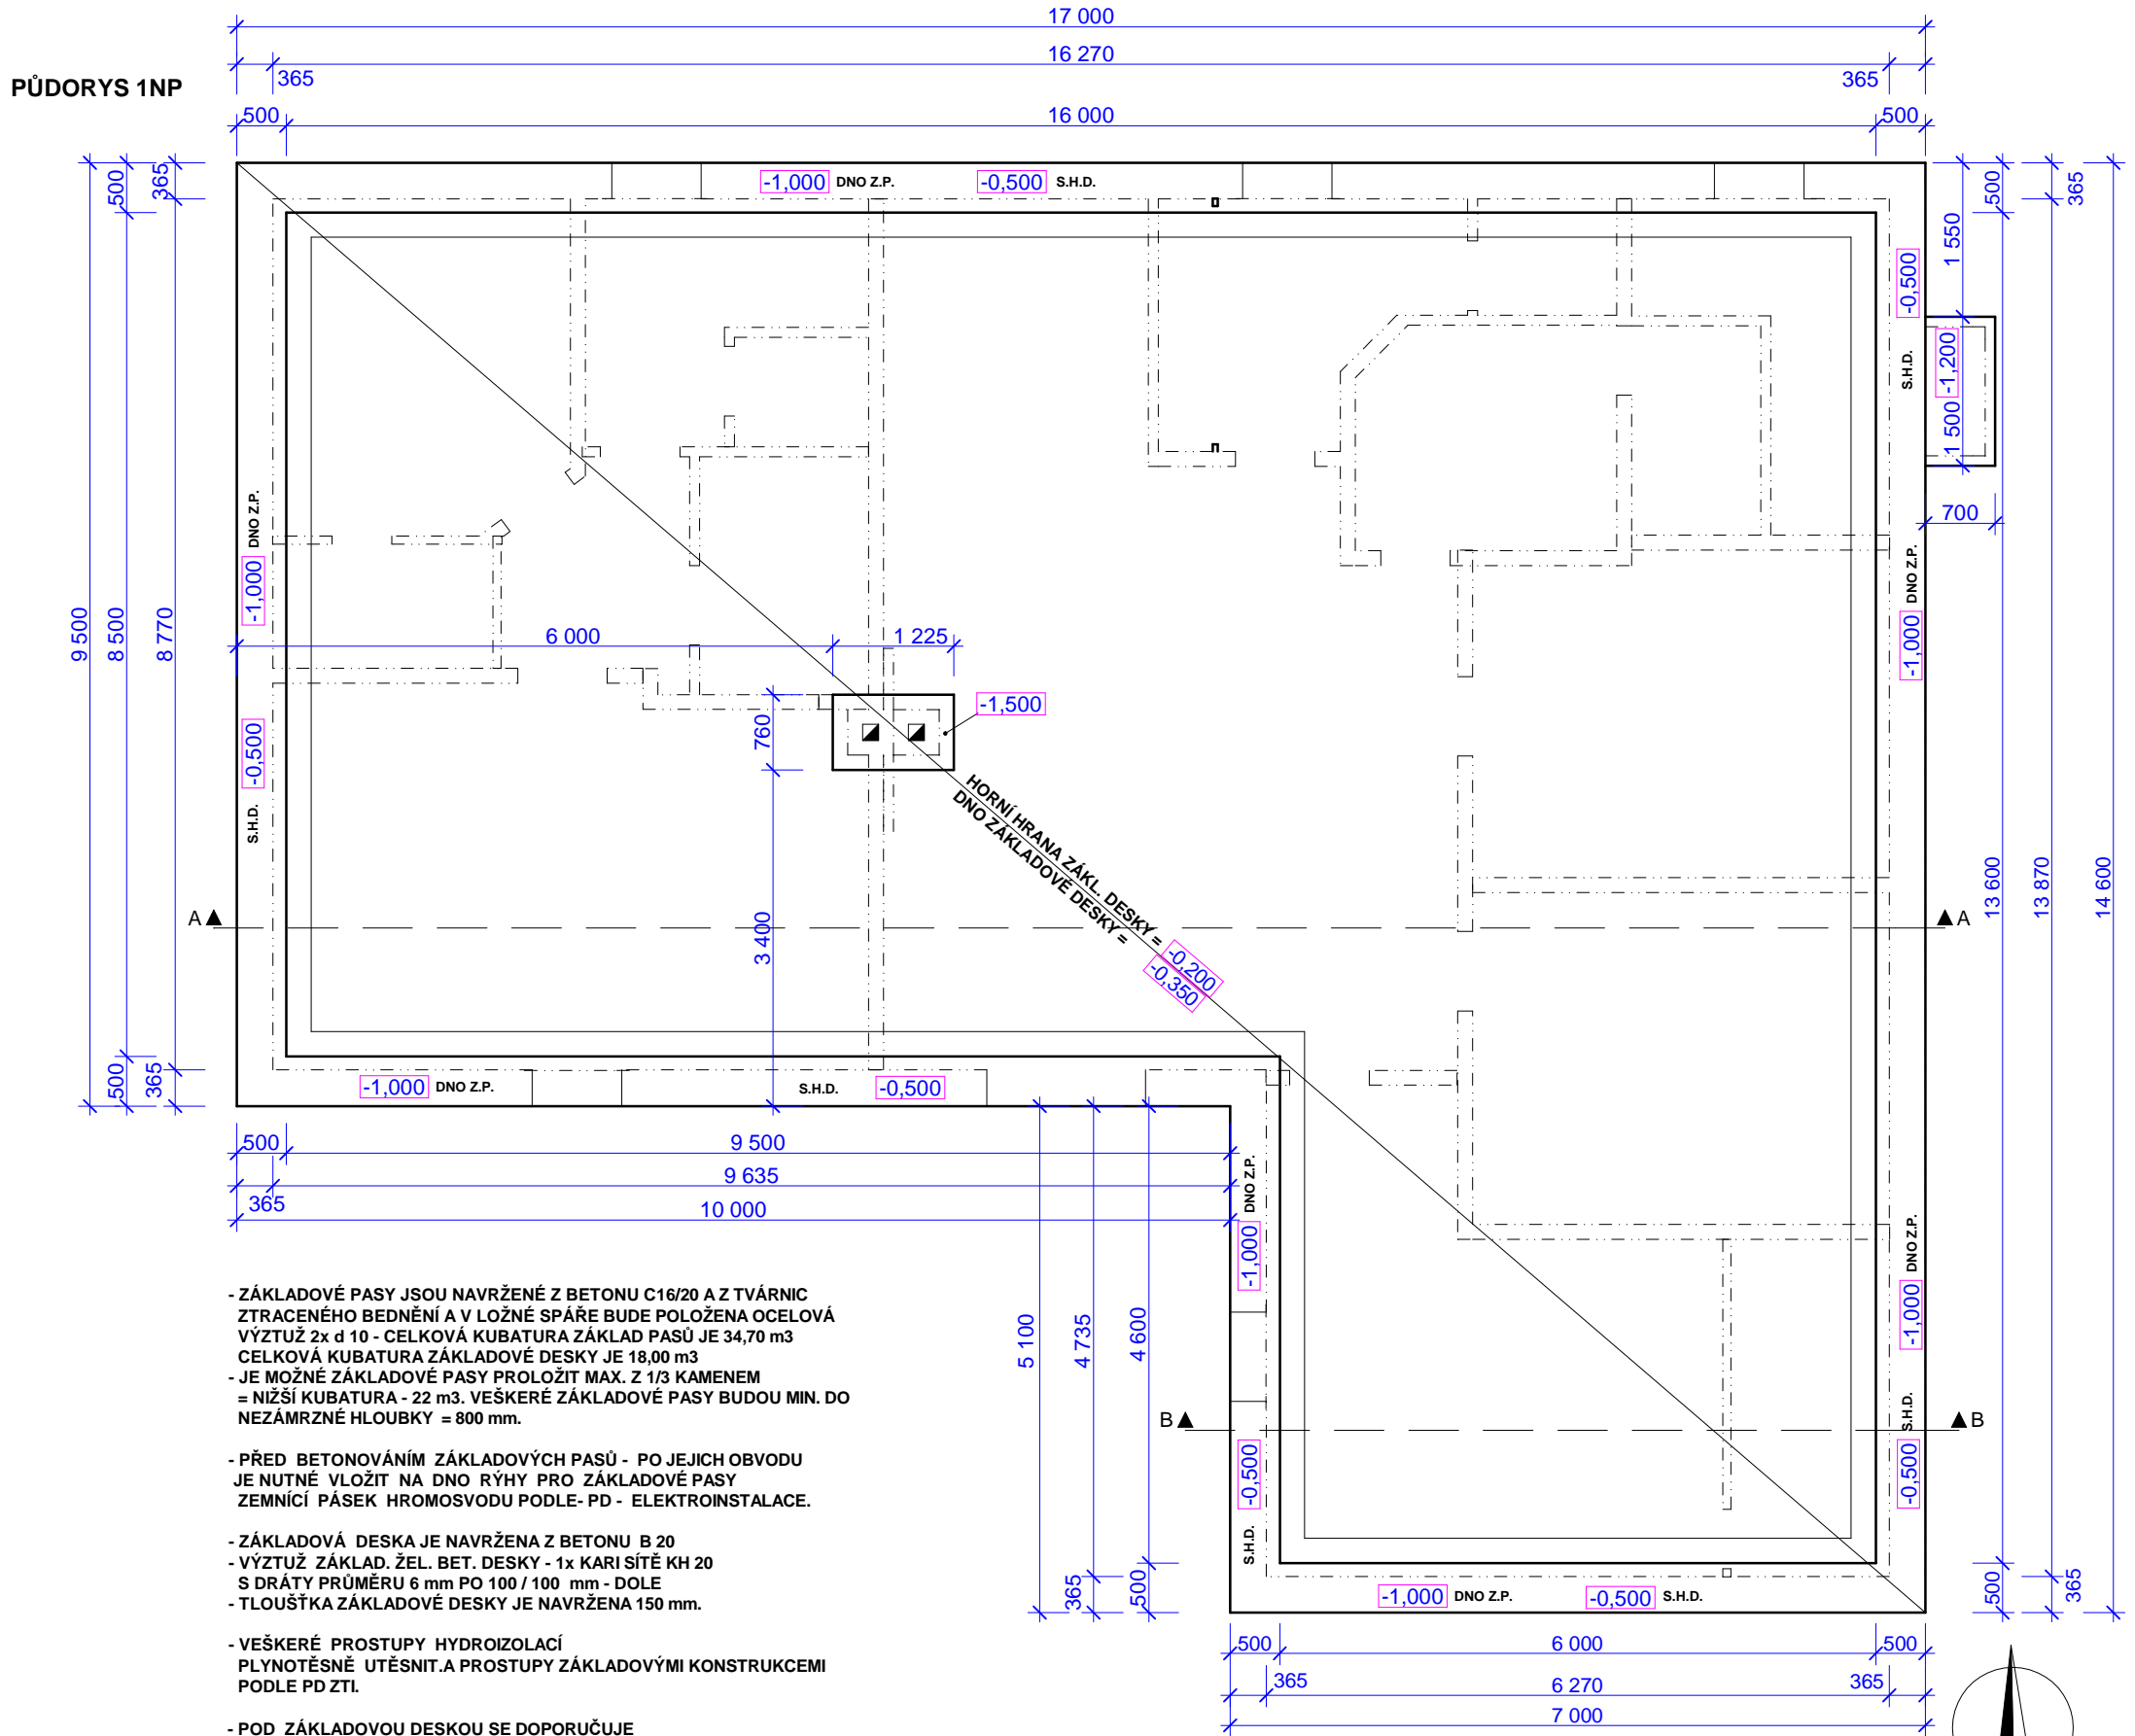 17 000
16 270
365
365
PŮDORYS 1NP
500
16 000
500
-1,000 DNO Z.P.
-0,500 S.H.D.
500
365
9 500
8 500
8 770
500
365
DNO Z.P.
-1,000
-0,500
S.H.D.
-0,500
S.H.D.
1 550
500
365
-1,200
1 500
700
DNO Z.P.
-1,000
6 000
1 225
-1,500
760
3 400
HORNÍ HRANA ZÁKL. DESKY =
-0,200
DNO ZÁKLADOVÉ DESKY =
-0,350
13 600
13 870
14 600
A
A
-1,000 DNO Z.P.
S.H.D. -0,500
500
9 500
9 635
365
10 000
DNO Z.P.
-1,000
5 100
4 735
4 600
DNO Z.P.
-1,000
S.H.D.
-0,500
B
B
-0,500
S.H.D.
365
500
500
365
-1,000 DNO Z.P.
-0,500 S.H.D.
500
6 000
500
365
6 270
365
7 000
- ZÁKLADOVÉ PASY JSOU NAVRŽENÉ Z BETONU C16/20 A Z TVÁRNIC
ZTRACENÉHO BEDNĚNÍ A V LOŽNÉ SPÁŘE BUDE POLOŽENA OCELOVÁ
VÝZTUŽ 2x d 10 - CELKOVÁ KUBATURA ZÁKLAD PASŮ JE 34,70 m3
CELKOVÁ KUBATURA ZÁKLADOVÉ DESKY JE 18,00 m3
- JE MOŽNÉ ZÁKLADOVÉ PASY PROLOŽIT MAX. Z 1/3 KAMENEM
= NIŽŠÍ KUBATURA - 22 m3. VEŠKERÉ ZÁKLADOVÉ PASY BUDOU MIN. DO
NEZÁMRZNÉ HLOUBKY = 800 mm.
- PŘED BETONOVÁNÍM ZÁKLADOVÝCH PASŮ - PO JEJICH OBVODU
JE NUTNÉ VLOŽIT NA DNO RÝHY PRO ZÁKLADOVÉ PASY
ZEMNÍCÍ PÁSEK HROMOSVODU PODLE- PD - ELEKTROINSTALACE.
- ZÁKLADOVÁ DESKA JE NAVRŽENA Z BETONU B 20
- VÝZTUŽ ZÁKLAD. ŽEL. BET. DESKY - 1x KARI SÍTĚ KH 20
S DRÁTY PRŮMĚRU 6 mm PO 100 / 100 mm - DOLE
- TLOUŠŤKA ZÁKLADOVÉ DESKY JE NAVRŽENA 150 mm.
- VEŠKERÉ PROSTUPY HYDROIZOLACÍ
PLYNOTĚSNĚ UTĚSNIT.A PROSTUPY ZÁKLADOVÝMI KONSTRUKCEMI
PODLE PD ZTI.
- POD ZÁKLADOVOU DESKOU SE DOPORUČUJE